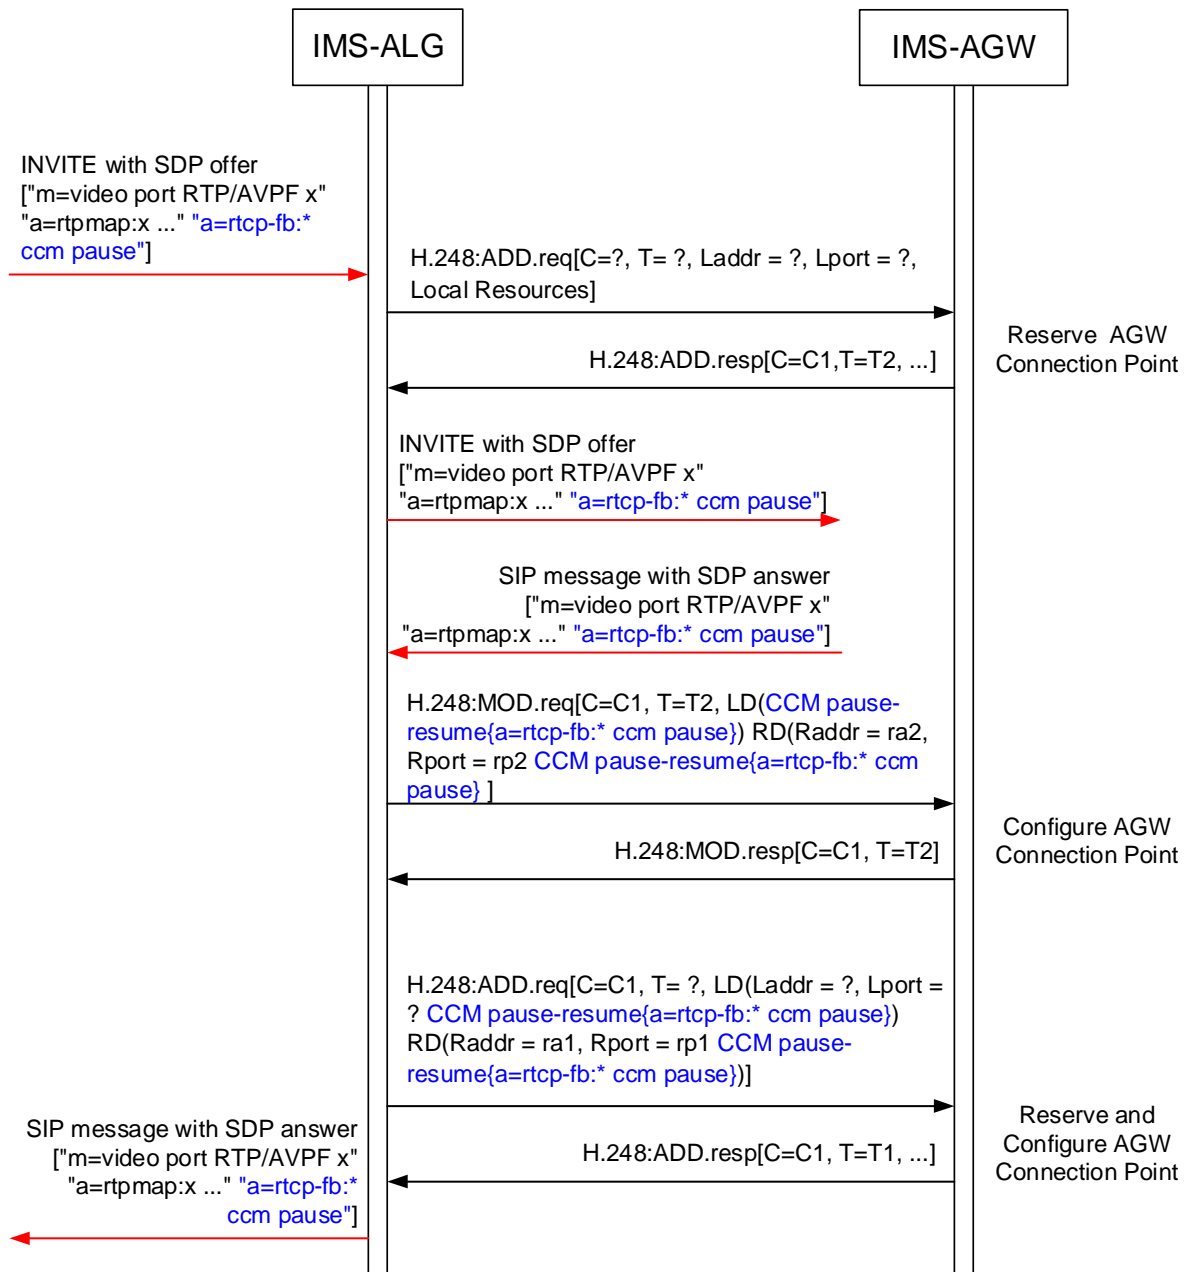 IMS-ALG
IMS-AGW
INVITE with SDP offer
["m=video port RTP/AVPF x"
"a=rtpmap:x ..." "a=rtcp-fb:*
ccm pause"]
H.248:ADD.req[C=?, T= ?, Laddr = ?, Lport = ?,
Local Resources]
Reserve AGW
Connection Point
H.248:ADD.resp[C=C1,T=T2, ...]
INVITE with SDP offer
["m=video port RTP/AVPF x"
"a=rtpmap:x ..." "a=rtcp-fb:* ccm pause"]
SIP message with SDP answer
["m=video port RTP/AVPF x"
"a=rtpmap:x ..." "a=rtcp-fb:* ccm pause"]
H.248:MOD.req[C=C1, T=T2, LD(CCM pause-
resume{a=rtcp-fb:* ccm pause}) RD(Raddr = ra2,
Rport = rp2 CCM pause-resume{a=rtcp-fb:* ccm
pause} ]
Configure AGW
Connection Point
H.248:MOD.resp[C=C1, T=T2]
H.248:ADD.req[C=C1, T= ?, LD(Laddr = ?, Lport =
? CCM pause-resume{a=rtcp-fb:* ccm pause})
RD(Raddr = ra1, Rport = rp1 CCM pause-
resume{a=rtcp-fb:* ccm pause})]
Reserve and
Configure AGW
Connection Point
H.248:ADD.resp[C=C1, T=T1, ...]
SIP message with SDP answer
["m=video port RTP/AVPF x"
"a=rtpmap:x ..." "a=rtcp-fb:*
ccm pause"]